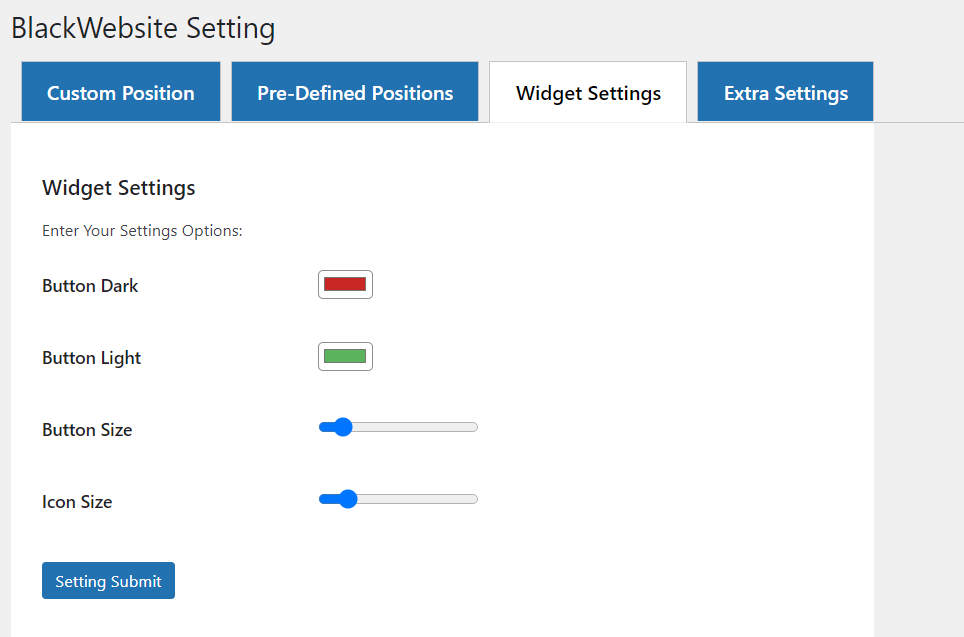 BlackWebsite Setting
Custom Position
Pre-Defined Positions
Widget Settings
Extra Settings
Widget Settings
Enter Your Settings Options:
Button Dark
Button Light
Button Size
Icon Size
Setting Submit